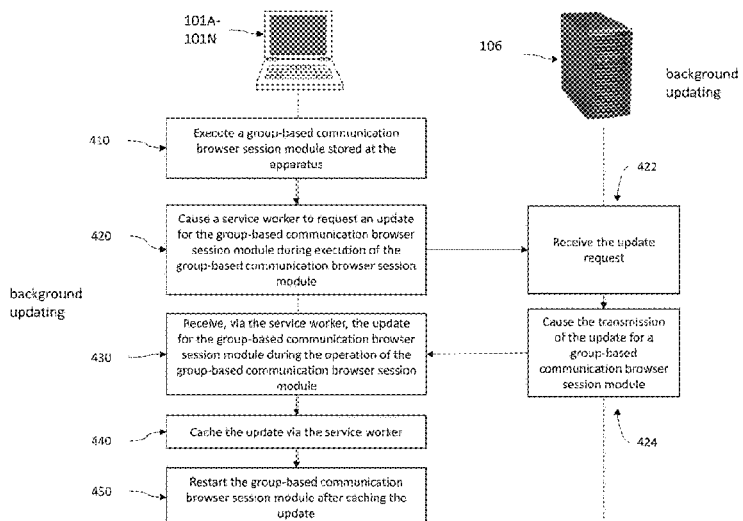 101A-
101N
106
background
updating
410
Execute a group-based communication
browser session module stored at the
apparatus
422
420
Cause a service worker to request an update
for the group-based communication browser
session module during execution of the
group-based communication browser session
module
Receive the update
request
background
updating
430
Receive, via the service worker, the update
for the group-based communication browser
session module during the operation of the
group-based communication browser session
module
Cause the transmission
of the update for a
group-based
communication browser
session module
440
Cache the update via the service worker
424
450
Restart the group-based communication
browser session module after caching the
update